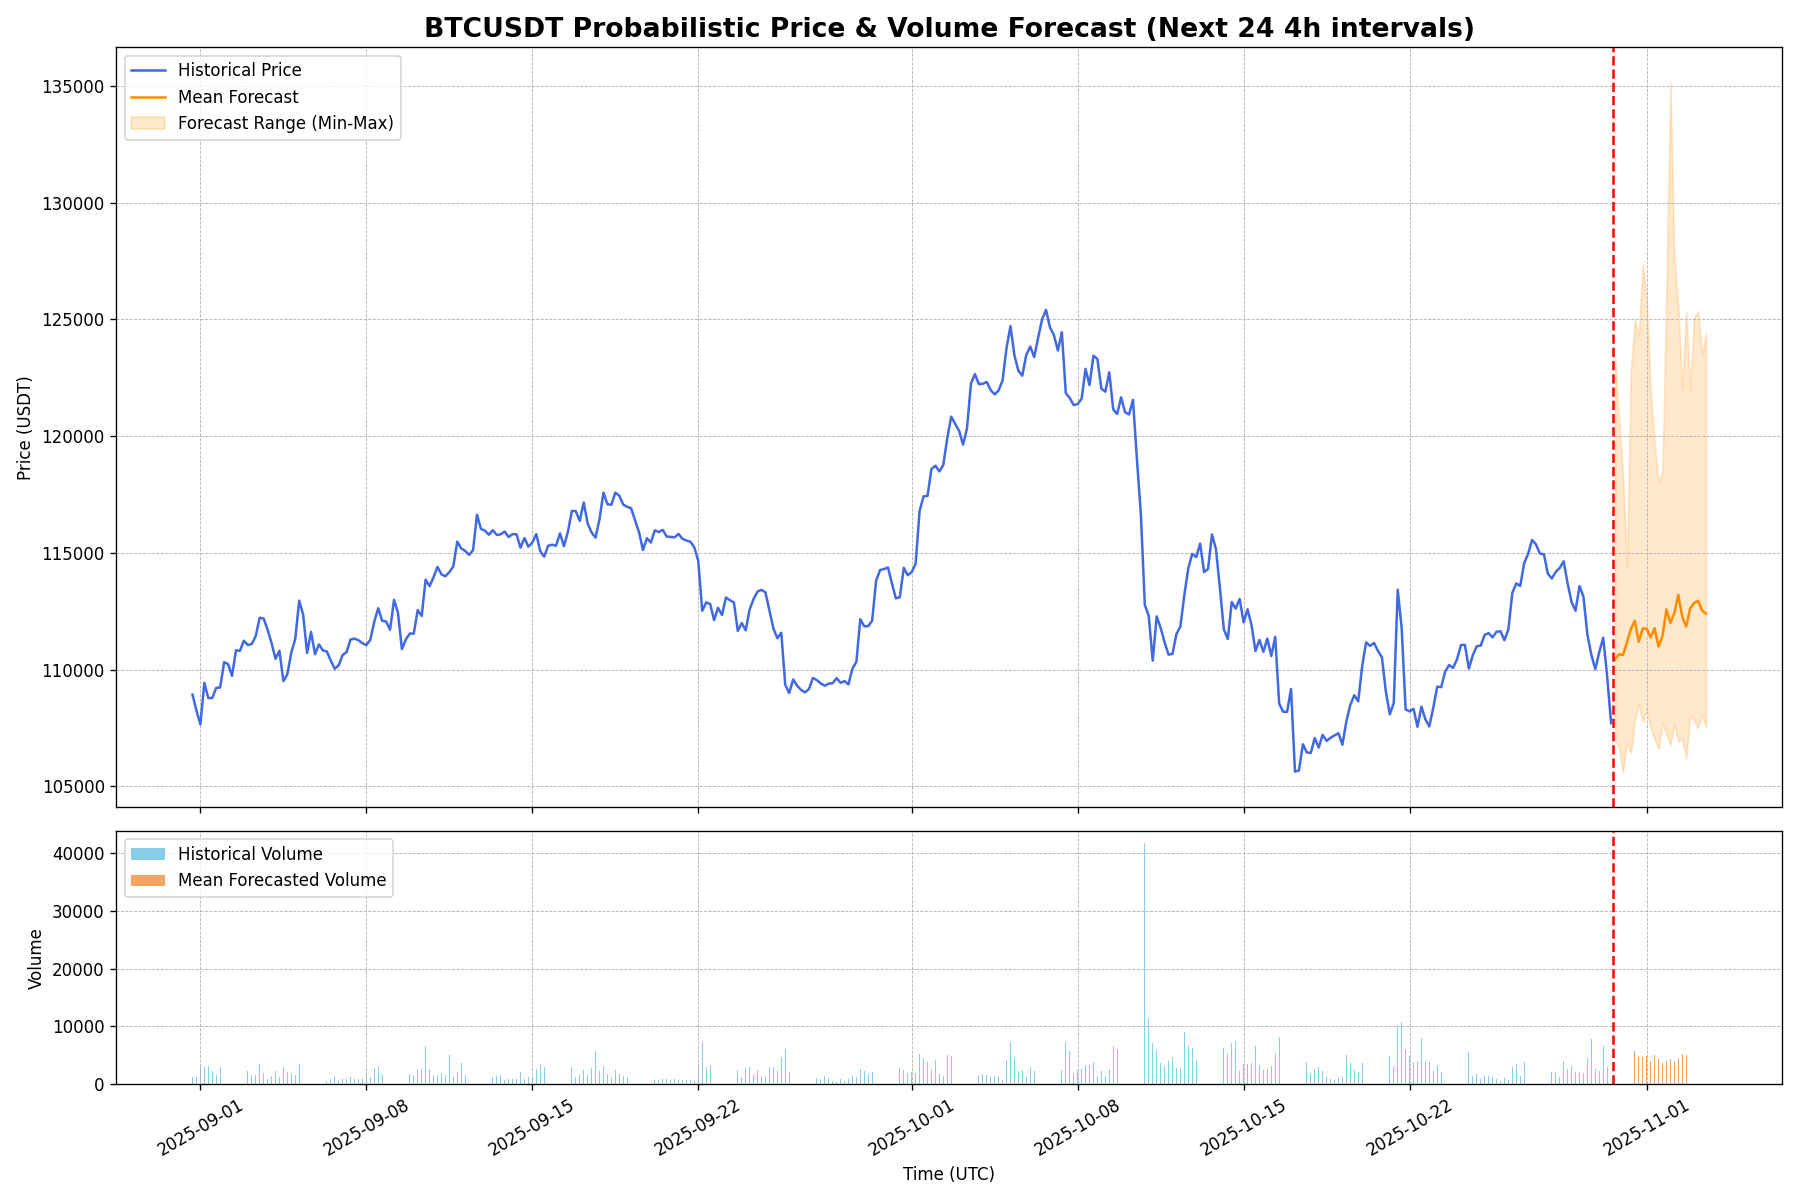 BTCUSDT Probabilistic Price & Volume Forecast (Next 24 4h intervals)
Historical Price
Mean Forecast
Forecast Range (Min-Max)
135000
130000
125000
120000
115000
110000
105000
Price (USDT)
Historical Volume
Mean Forecasted Volume
40000
30000
20000
10000
0
Volume
2025-09-01
2025-09-08
2025-09-15
2025-09-22
2025-10-01
2025-10-08
2025-10-15
2025-10-22
2025-11-01
Time (UTC)